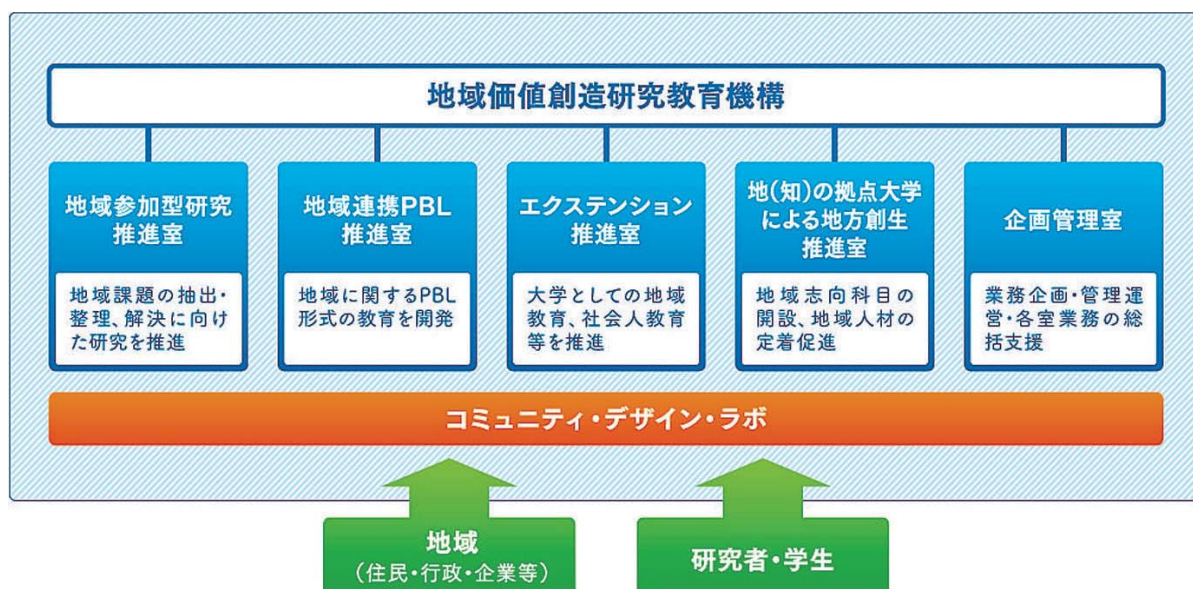 地域価値創造研究教育機構
地域参加型研究
推進室
地域課題の抽出・
整理、解決に向け
た研究を推進
地域連携PBL
推進室
地域に関するPBL
形式の教育を開発
エクステンション
推進室
大学としての地域
教育、社会人教育
等を推進
地(知)の拠点大学
による地方創生
推進室
地域志向科目の
開設、地域人材の
定着促進
企画管理室
業務企画・管理運
営・各室業務の総
括支援
コミュニティ・デザイン・ラボ
地域
(住民・行政・企業等)
研究者・学生